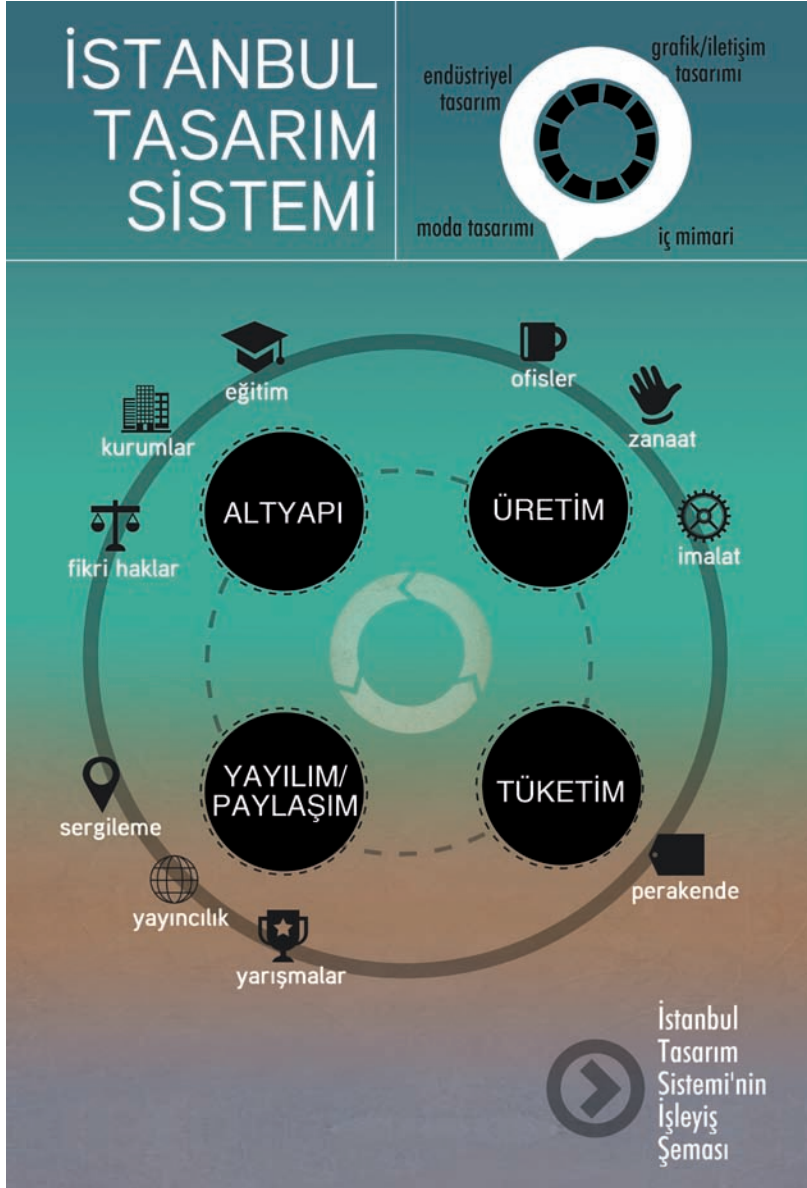 İSTANBUL
TASARIM
SİSTEMİ
endüstriyel
tasarım
grafik/iletişim
tasarımı
moda tasarımı
iç mimari
eğitim
ofisler
kurumlar
zanaat
fikri haklar
imalat
ALTYAPI
ÜRETİM
YAYILIM/
PAYLAŞIM
TÜKETİM
sergileme
yayıncılık
yarışmalar
perakende
İstanbul
Tasarım
Sistemi'nin
İşleyiş
Şeması